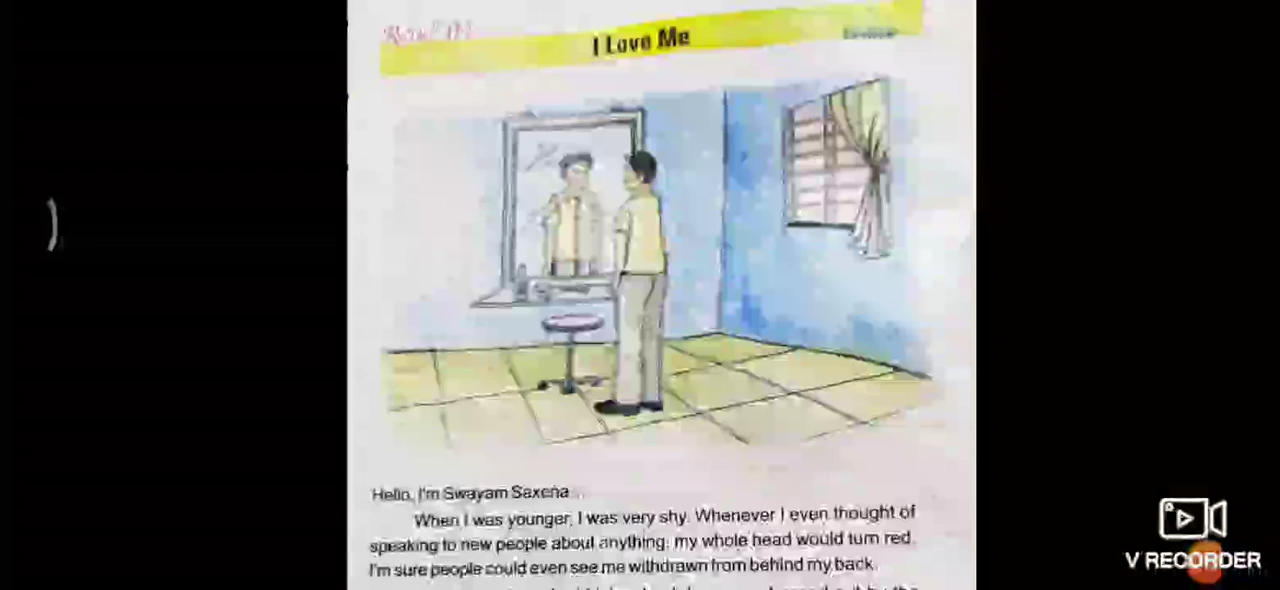 I Love Me
Hello, I'm Swayam Saxena...
When I was younger, I was very shy. Whenever I even thought of
speaking to new people about anything, my whole head would turn red.
I'm sure people could even see me withdrawn from behind my back.
V RECORDER